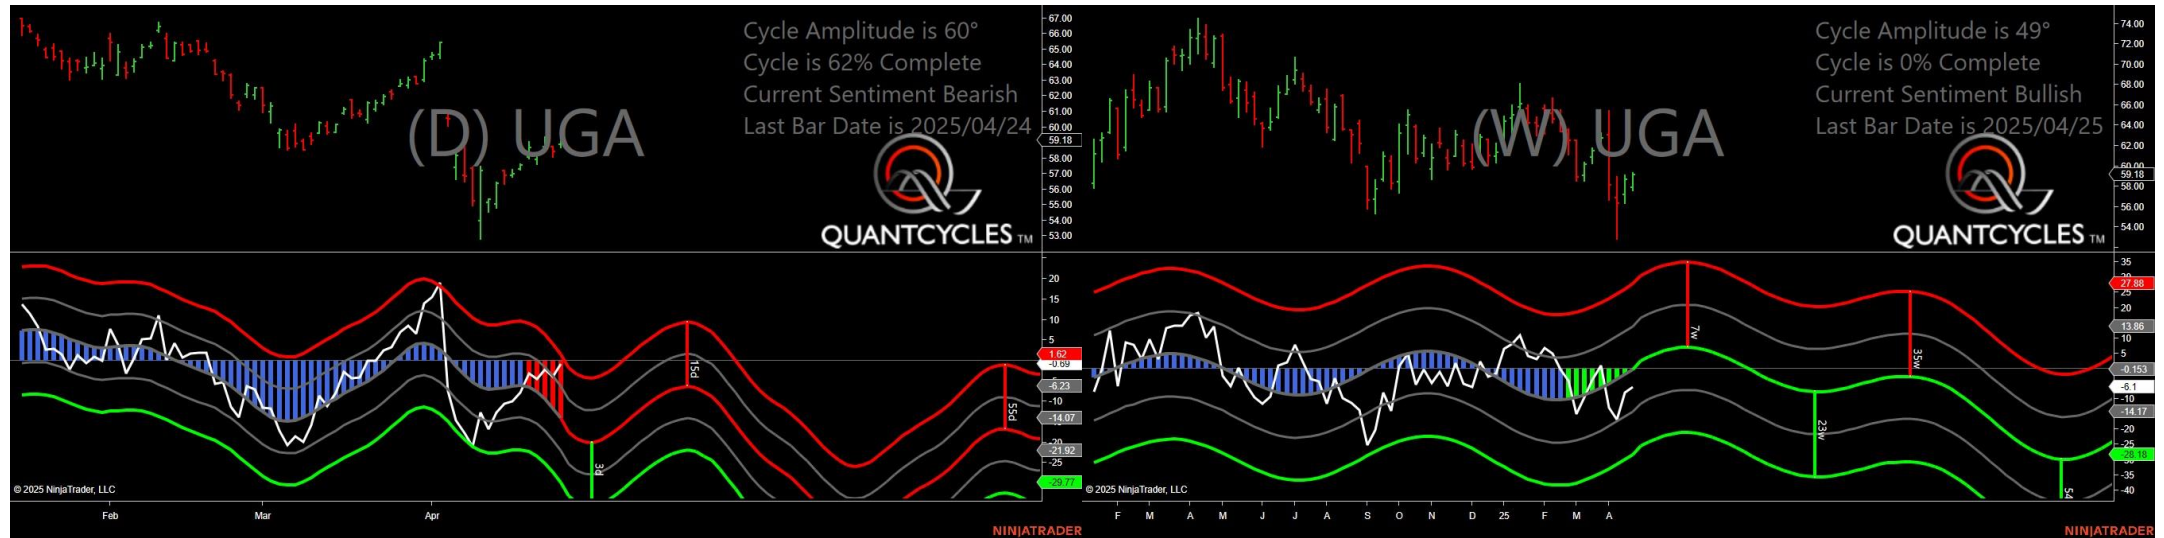 Cycle Amplitude is 60°
Cycle is 62% Complete
Current Sentiment Bearish
Last Bar Date is 2025/04/24
(D) UGA
QUANTCYCLES TM
67.00
66.00
65.00
64.00
63.00
62.00
61.00
60.00
59.18
58.00
57.00
56.00
55.00
54.00
53.00
20
15
10
5
1.62
-0.69
-6.23
-10
-14.07
-20
-21.92
-25
-29.77
3d
15d
55d
© 2025 NinjaTrader, LLC
Feb Mar Apr
NINJATRADER
Cycle Amplitude is 49°
Cycle is 0% Complete
Current Sentiment Bullish
Last Bar Date is 2025/04/25
(W) UGA
QUANTCYCLES TM
74.00
72.00
70.00
68.00
66.00
64.00
62.00
60.00
59.18
58.00
56.00
54.00
35
27.88
25
20
13.86
10
5
-0.153
-6.1
-10
-14.17
-20
-25
-28.18
-35
-40
7w
23w
35w
54
© 2025 NinjaTrader, LLC
F M A M J J A S O N D 25 F M A
NINJATRADER